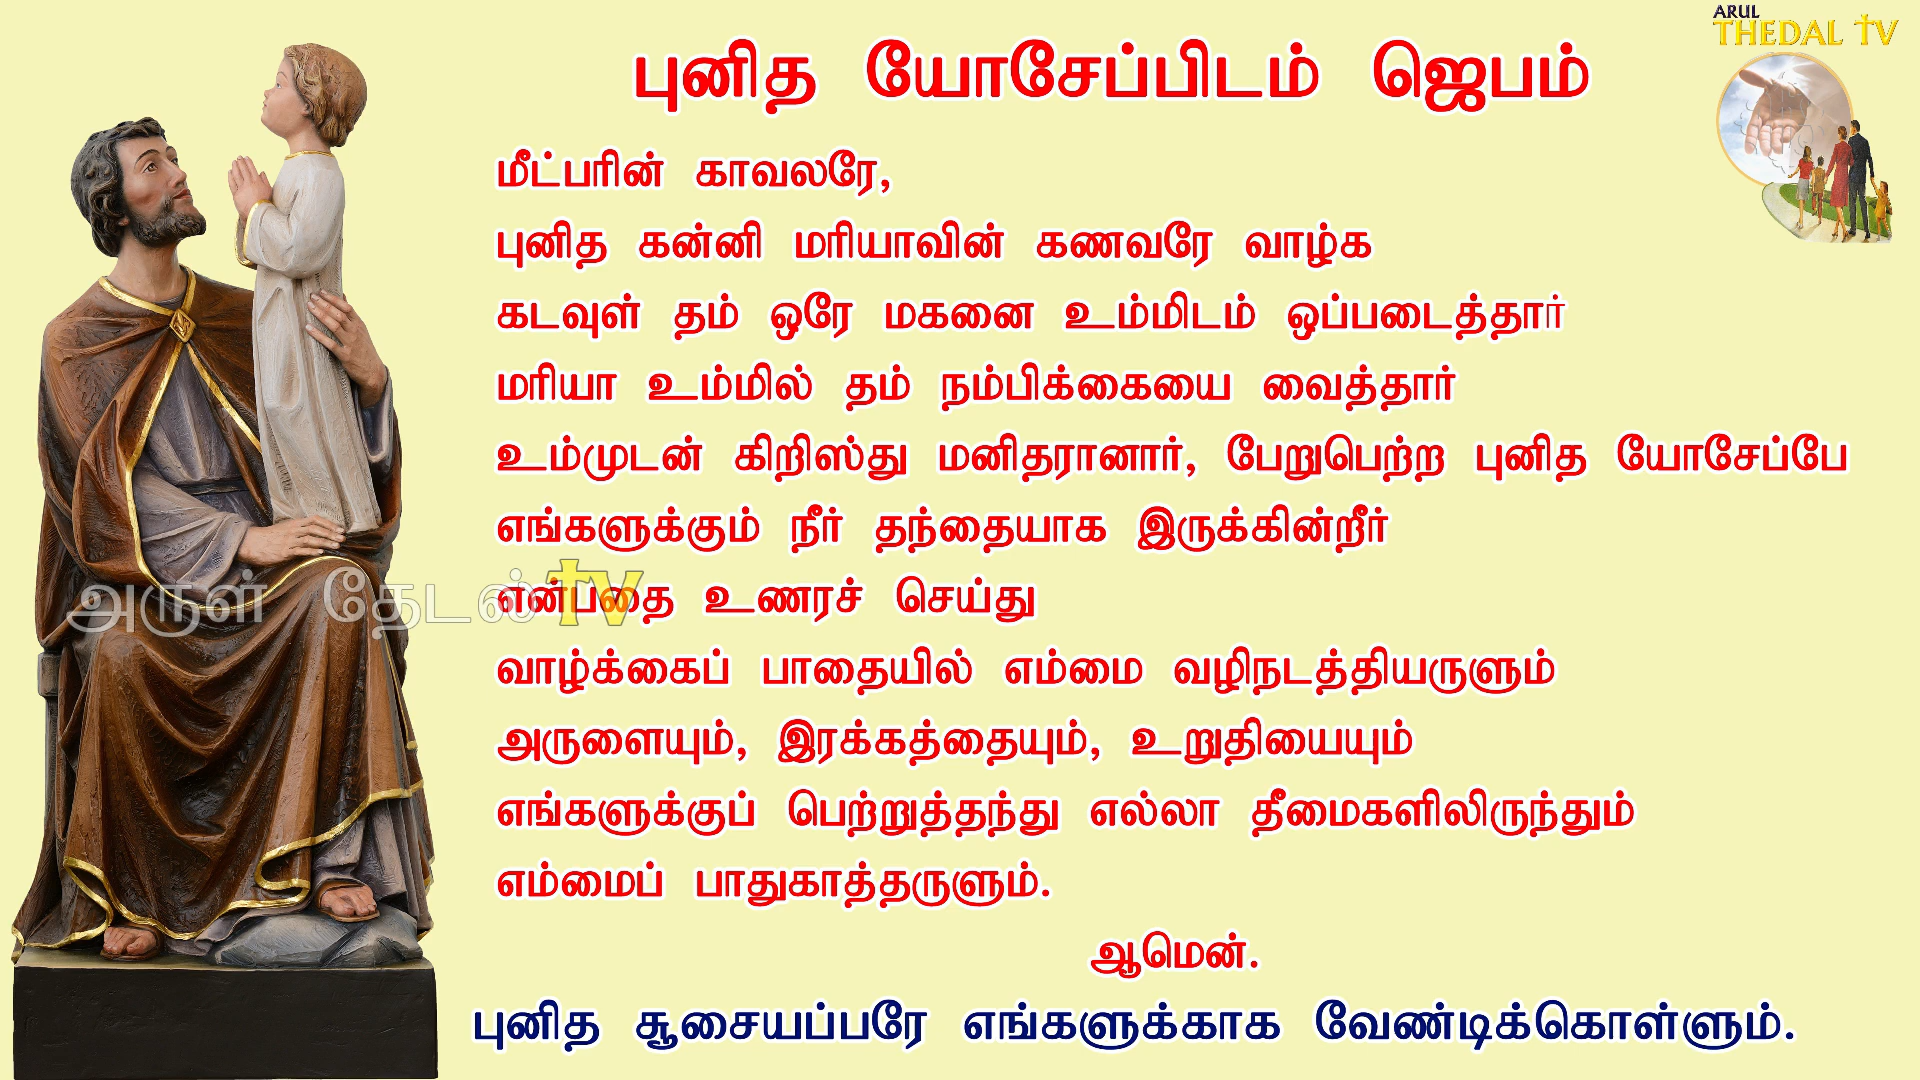 ARUL
THEDAL TV
புனித யோசேப்பிடம் ஜெபம்
மீட்பரின் காவலரே,
புனித கன்னி மரியாவின் கணவரே வாழ்க
கடவுள் தம் ஒரே மகனை உம்மிடம் ஒப்படைத்தார்
மரியா உம்மில் தம் நம்பிக்கையை வைத்தார்
உம்முடன் கிறிஸ்து மனிதரானார், பேறுபெற்ற புனித யோசேப்பே
எங்களுக்கும் நீர் தந்தையாக இருக்கின்றீர்
என்பதை உணரச் செய்து
அருள் தேடல் TV
வாழ்க்கைப் பாதையில் எம்மை வழிநடத்தியருளும்
அருளையும், இரக்கத்தையும், உறுதியையும்
எங்களுக்குப் பெற்றுத்தந்து எல்லா தீமைகளிலிருந்தும்
எம்மைப் பாதுகாத்தருளும்.
ஆமென்.
புனித சூசையப்பரே எங்களுக்காக வேண்டிக்கொள்ளும்.